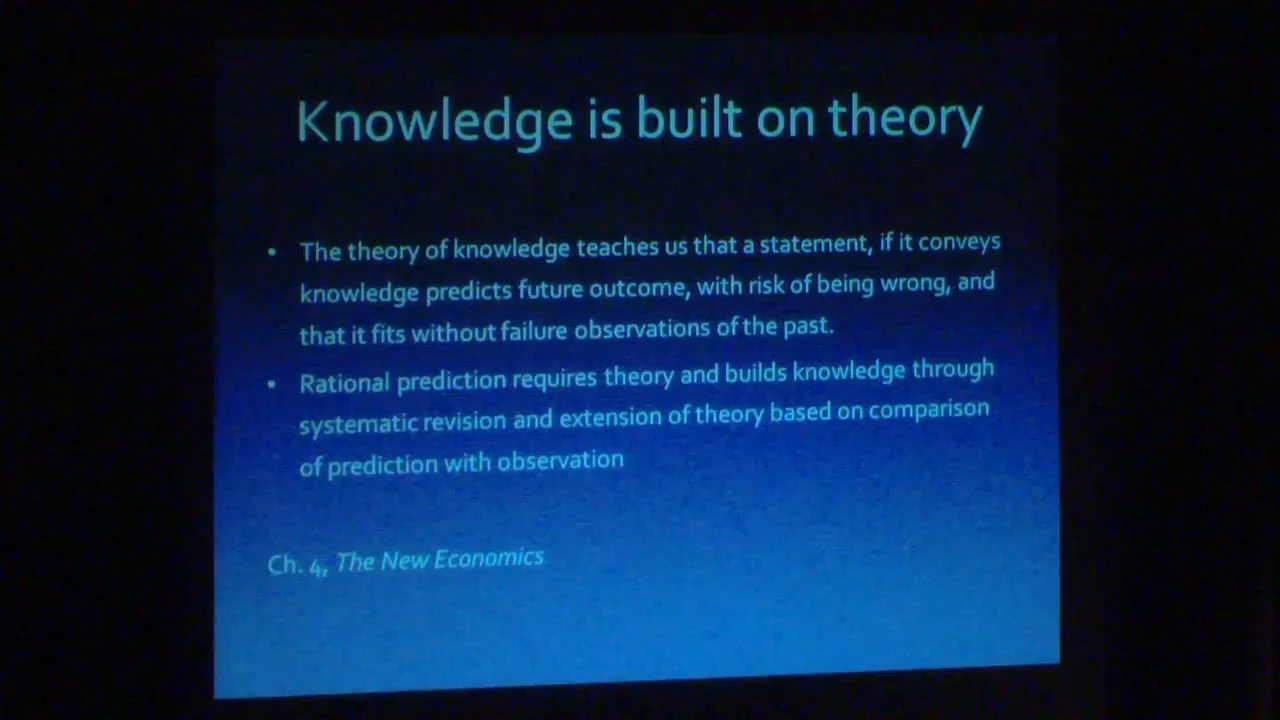 Knowledge is built on theory
• The theory of knowledge teaches us that a statement, if it conveys
knowledge predicts future outcome, with risk of being wrong, and
that it fits without failure observations of the past.
• Rational prediction requires theory and builds knowledge through
systematic revision and extension of theory based on comparison
of prediction with observation
Ch. 4, The New Economics